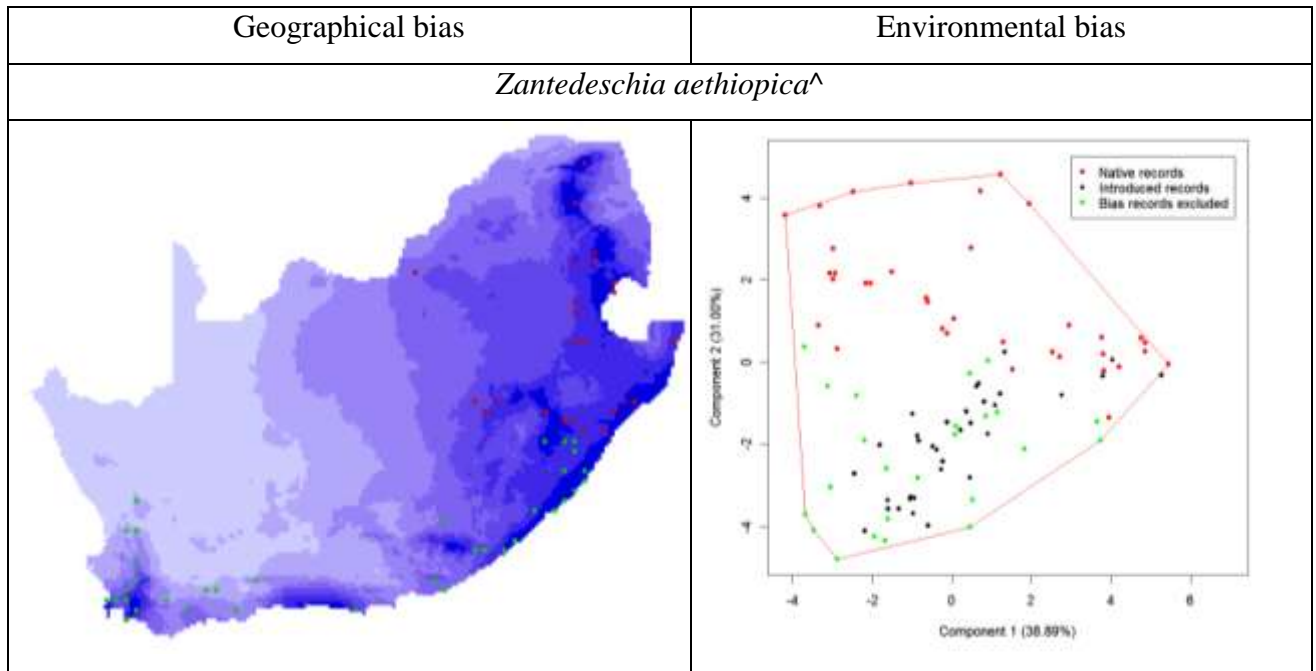 Geographical bias
Environmental bias
Zantedeschia aethiopica^
Native records
Introduced records
Bias records excluded
4
2
0
-2
-4
Component 2 (31.00%)
-4
-2
0
2
4
6
Component 1 (38.89%)